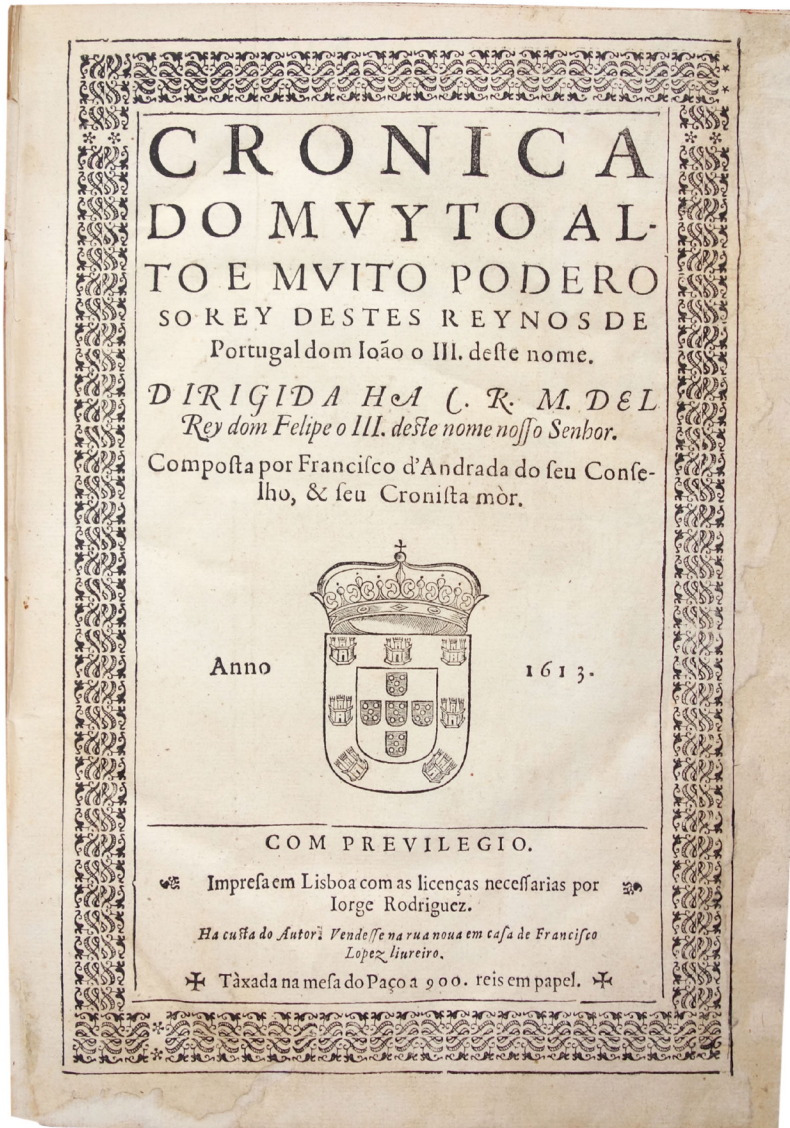 CRONICA
DO MVYTO AL-
TO E MVITO PODERO
SO REY DESTES REYNOS DE
Portugal dom Ioão o III. deſte nome.
DIRIGIDA HA C. R. M. DEL
Rey dom Felipe o III. deſte nome noſſo Senhor.
Compoſta por Franciſco d'Andrada do ſeu Conſe-
lho, & ſeu Croniſta mòr.
Anno 1613.
COM PREVILEGIO.
Impreſa em Lisboa com as licenças neceſſarias por
Iorge Rodriguez.
Ha cuſta do Autor: Vendeſſe na rua noua em caſa de Franciſco
Lopez liureiro.
Tàxada na meſa do Paço a 900. reis em papel.